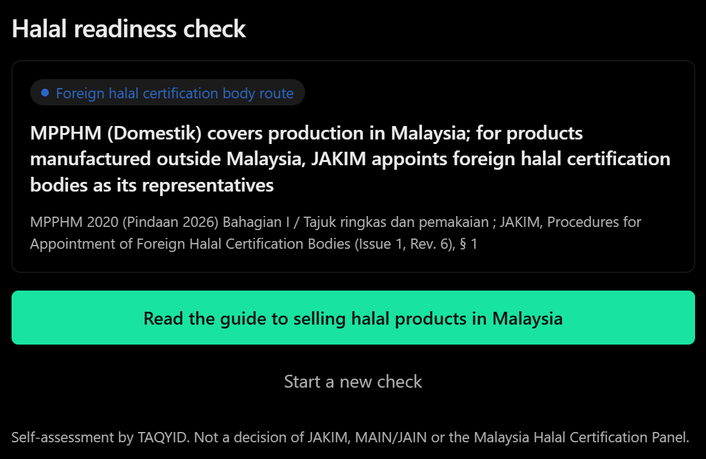 Halal readiness check
Foreign halal certification body route
MPPHM (Domestik) covers production in Malaysia; for products
manufactured outside Malaysia, JAKIM appoints foreign halal certification
bodies as its representatives
MPPHM 2020 (Pindaan 2026) Bahagian I / Tajuk ringkas dan pemakaian ; JAKIM, Procedures for
Appointment of Foreign Halal Certification Bodies (Issue 1, Rev. 6), § 1
Read the guide to selling halal products in Malaysia
Start a new check
Self-assessment by TAQYID. Not a decision of JAKIM, MAIN/JAIN or the Malaysia Halal Certification Panel.